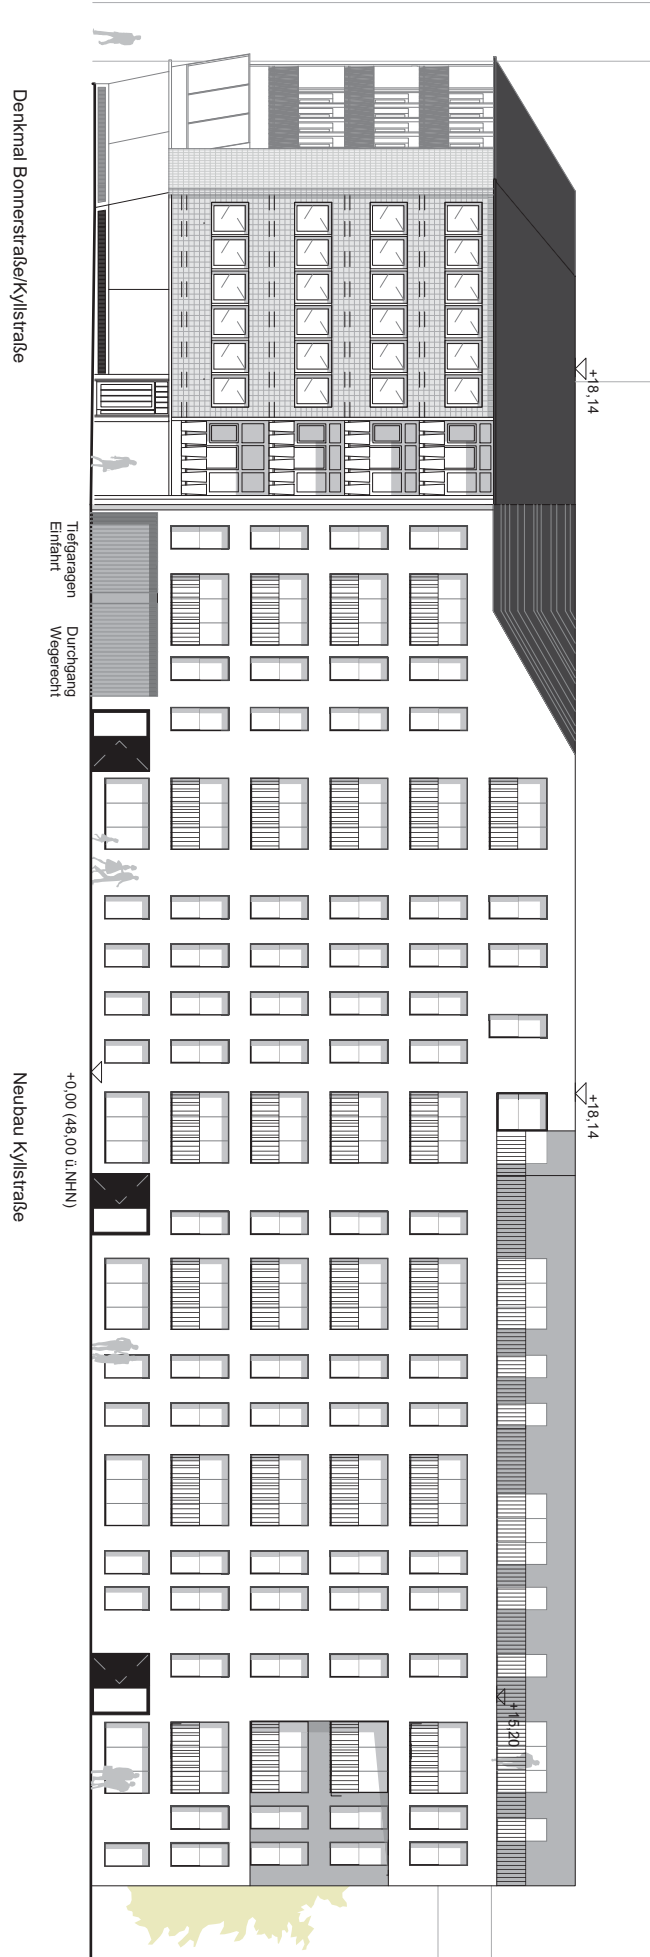 +18,14
+18,14
+15,20
Tiefgaragen
Einfahrt
Durchgang
Wegerecht
+0,00 (48,00 ü.NHN)
Denkmal Bonnerstraße/Kyllstraße
Neubau Kyllstraße